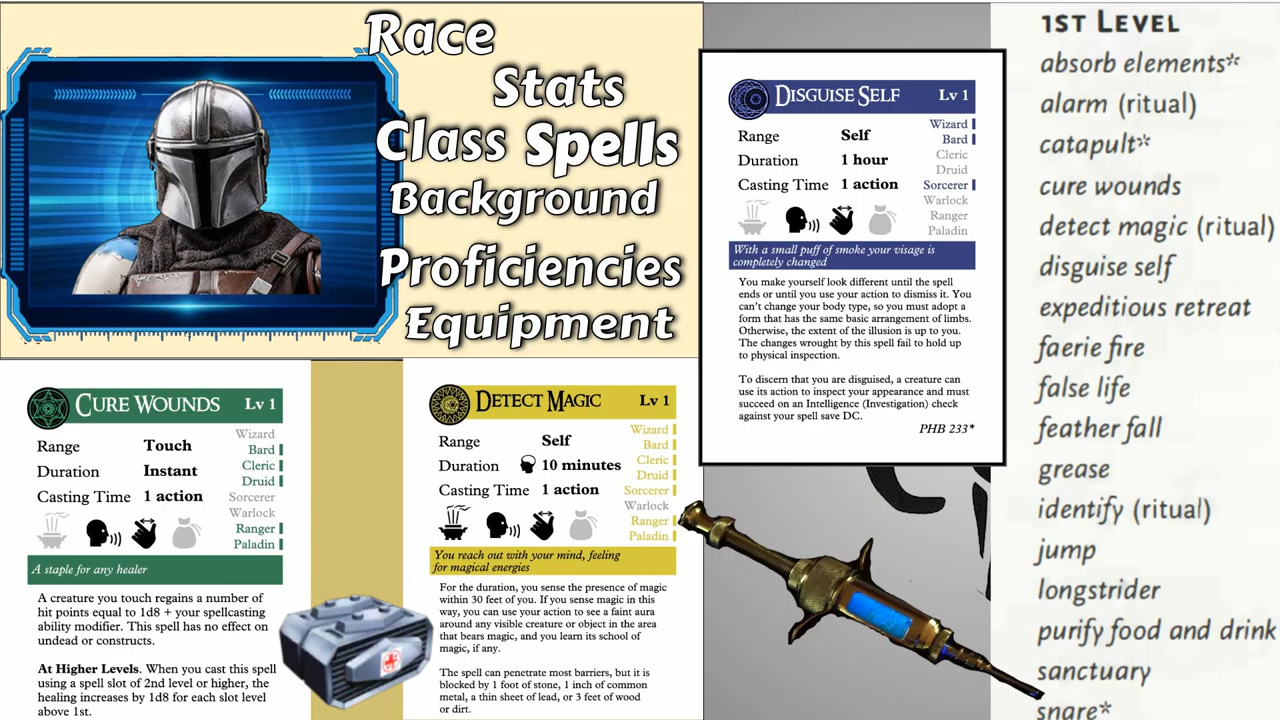 Race
Stats
Class Spells
Background
Proficiencies
Equipment
DISGUISE SELF Lv 1
Range Self
Duration 1 hour
Casting Time 1 action
Wizard
Bard
Cleric
Druid
Sorcerer
Warlock
Ranger
Paladin
With a small puff of smoke your visage is
completely changed
You make yourself look different until the spell
ends or until you use your action to dismiss it. You
can't change your body type, so you must adopt a
form that has the same basic arrangement of limbs.
Otherwise, the extent of the illusion is up to you.
The changes wrought by this spell fail to hold up
to physical inspection.
To discern that you are disguised, a creature can
use its action to inspect your appearance and must
succeed on an Intelligence (Investigation) check
against your spell save DC.
PHB 233*
1ST LEVEL
absorb elements*
alarm (ritual)
catapult*
cure wounds
detect magic (ritual)
disguise self
expeditious retreat
faerie fire
false life
feather fall
grease
identify (ritual)
jump
longstrider
purify food and drink
sanctuary
snare*
CURE WOUNDS Lv 1
Range Touch
Duration Instant
Casting Time 1 action
Wizard
Bard
Cleric
Druid
Sorcerer
Warlock
Ranger
Paladin
A staple for any healer
A creature you touch regains a number of
hit points equal to 1d8 + your spellcasting
ability modifier. This spell has no effect on
undead or constructs.
At Higher Levels. When you cast this spell
using a spell slot of 2nd level or higher, the
healing increases by 1d8 for each slot level
above 1st.
DETECT MAGIC Lv 1
Range Self
Duration 10 minutes
Casting Time 1 action
Wizard
Bard
Cleric
Druid
Sorcerer
Warlock
Ranger
Paladin
You reach out with your mind, feeling
for magical energies
For the duration, you sense the presence of magic
within 30 feet of you. If you sense magic in this
way, you can use your action to see a faint aura
around any visible creature or object in the area
that bears magic, and you learn its school of
magic, if any.
The spell can penetrate most barriers, but it is
blocked by 1 foot of stone, 1 inch of common
metal, a thin sheet of lead, or 3 feet of wood
or dirt.